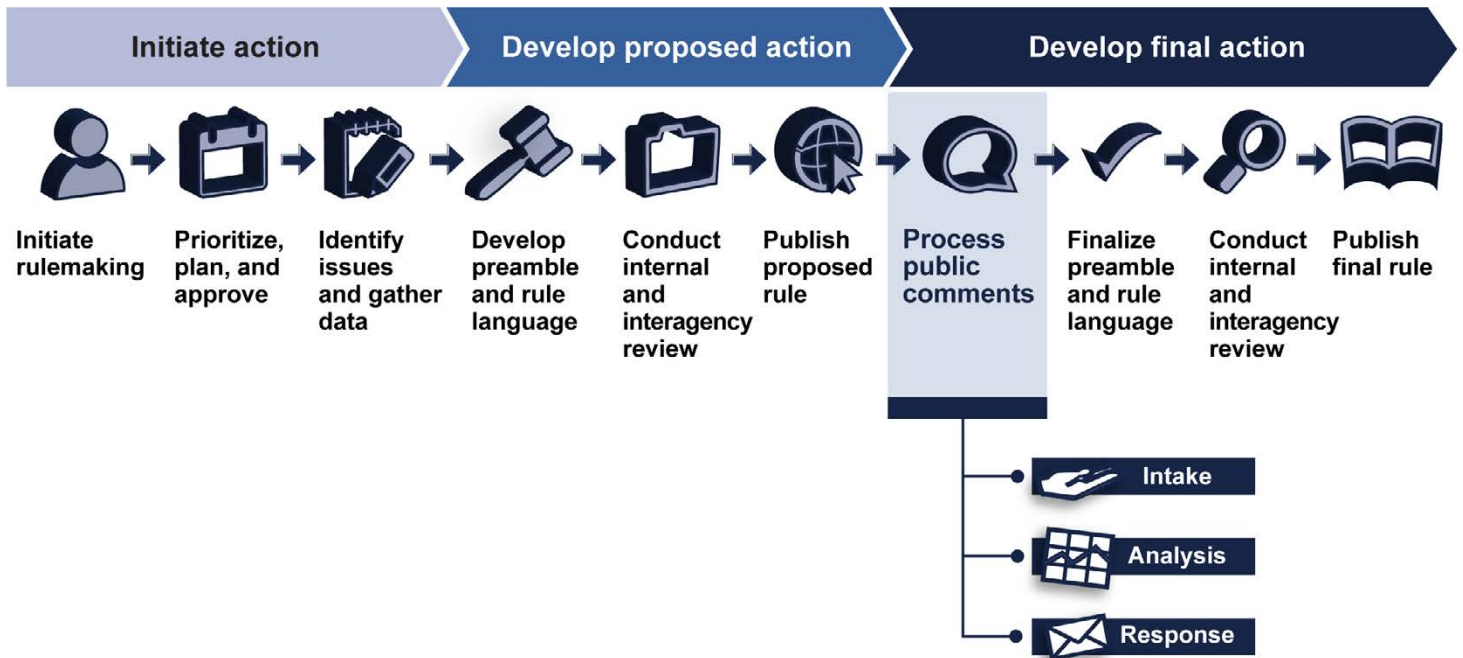 Initiate action
Develop proposed action
Develop final action
Initiate
rulemaking
Prioritize,
plan, and
approve
Identify
issues
and gather
data
Develop
preamble
and rule
language
Conduct
internal
and
interagency
review
Publish
proposed
rule
Process
public
comments
Finalize
preamble
and rule
language
Conduct
internal
and
interagency
review
Publish
final rule
Intake
Analysis
Response